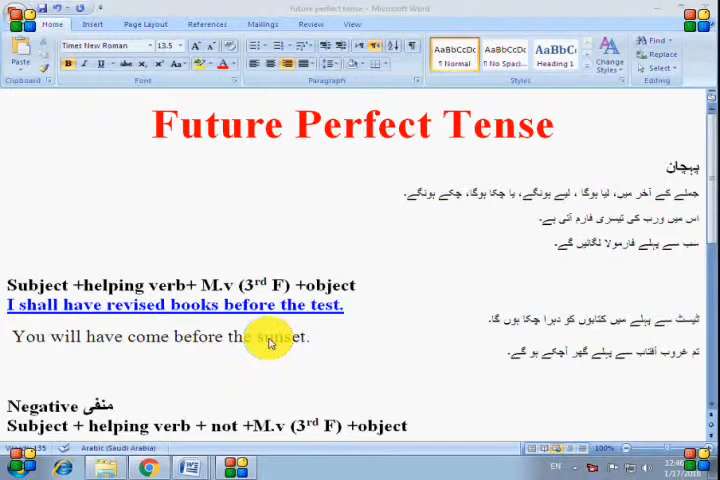 Future perfect tense - Microsoft Word
Home Insert Page Layout References Mailings Review View
Paste
Times New Roman 13.5
AaBbCcDc AaBbCcDc AaBbC
¶ Normal ¶ No Spaci... Heading 1
Change Styles
Find
Replace
Select
Clipboard Font Paragraph Styles Editing
Future Perfect Tense
پہچان
جملے کے آخر میں، لیا ہوگا ، لیے ہونگے، یا چکا ہوگا، چکے ہونگے۔
اس میں ورب کی تیسری فارم آتی ہے۔
سب سے پہلے فارمولا لگائیں گے۔
Subject +helping verb+ M.v (3rd F) +object
I shall have revised books before the test.
ٹیسٹ سے پہلے میں کتابوں کو دہرا چکا ہوں گا۔
You will have come before the sunset.
تم غروب آفتاب سے پہلے گھر آچکے ہو گے۔
Negative منفی
Subject + helping verb + not +M.v (3rd F) +object
135 Arabic (Saudi Arabia) 100%
EN
12:46
1/17/2018